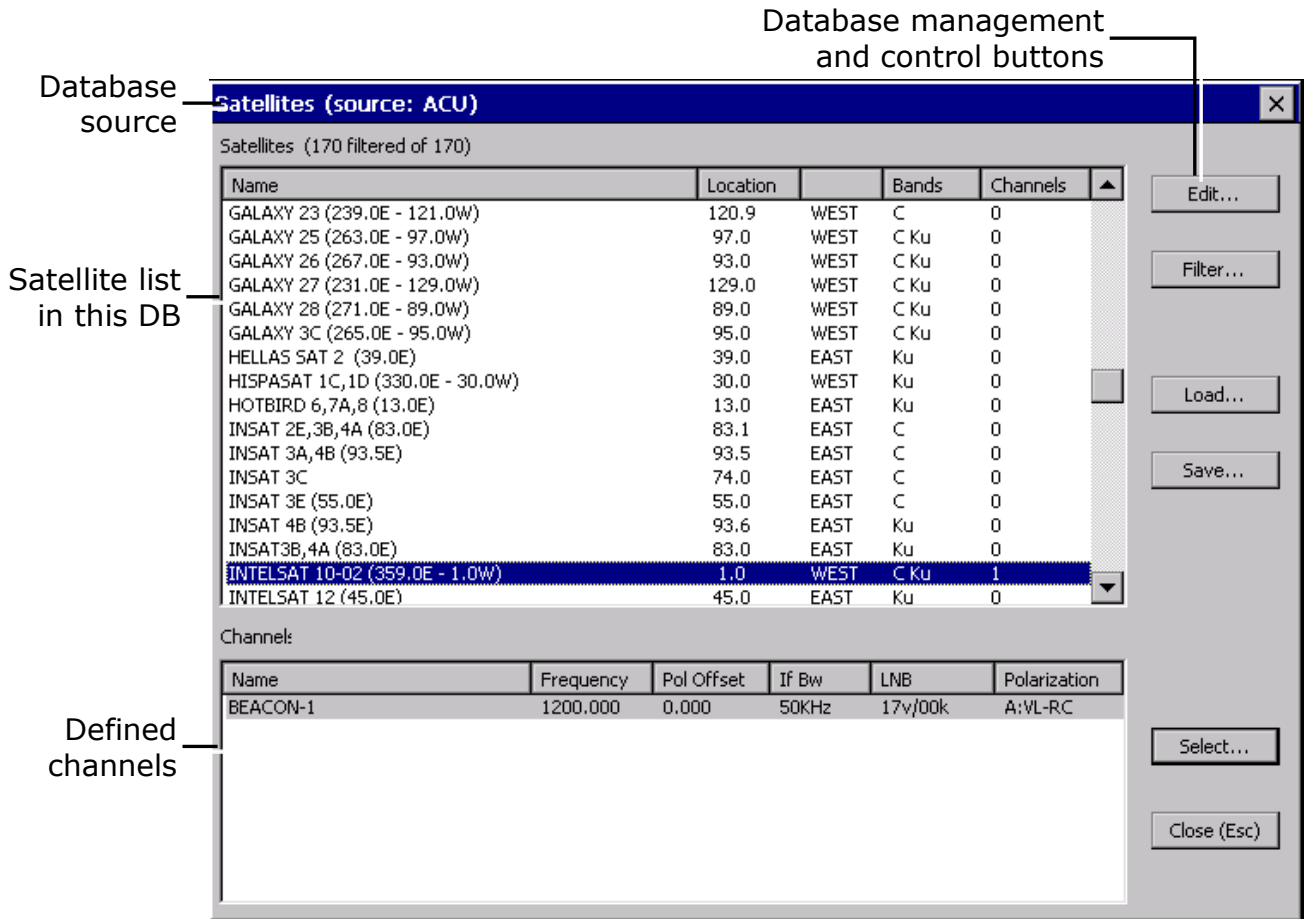 Database management
and control buttons
Database
source
Satellites (source: ACU)
Satellites (170 filtered of 170)
Name Location Bands Channels
GALAXY 23 (239.0E - 121.0W) 120.9 WEST C 0
GALAXY 25 (263.0E - 97.0W) 97.0 WEST C Ku 0
GALAXY 26 (267.0E - 93.0W) 93.0 WEST C Ku 0
GALAXY 27 (231.0E - 129.0W) 129.0 WEST C Ku 0
GALAXY 28 (271.0E - 89.0W) 89.0 WEST C Ku 0
GALAXY 3C (265.0E - 95.0W) 95.0 WEST C Ku 0
HELLAS SAT 2 (39.0E) 39.0 EAST Ku 0
HISPASAT 1C,1D (330.0E - 30.0W) 30.0 WEST Ku 0
HOTBIRD 6,7A,8 (13.0E) 13.0 EAST Ku 0
INSAT 2E,3B,4A (83.0E) 83.1 EAST C 0
INSAT 3A,4B (93.5E) 93.5 EAST C 0
INSAT 3C 74.0 EAST C 0
INSAT 3E (55.0E) 55.0 EAST C 0
INSAT 4B (93.5E) 93.6 EAST Ku 0
INSAT3B,4A (83.0E) 83.0 EAST Ku 0
INTELSAT 10-02 (359.0E - 1.0W) 1.0 WEST C Ku 1
INTELSAT 12 (45.0E) 45.0 EAST Ku 0
Satellite list
in this DB
Edit...
Filter...
Load...
Save...
Channels
Name Frequency Pol Offset If Bw LNB Polarization
BEACON-1 1200.000 0.000 50KHz 17v/00k A:VL-RC
Defined
channels
Select...
Close (Esc)